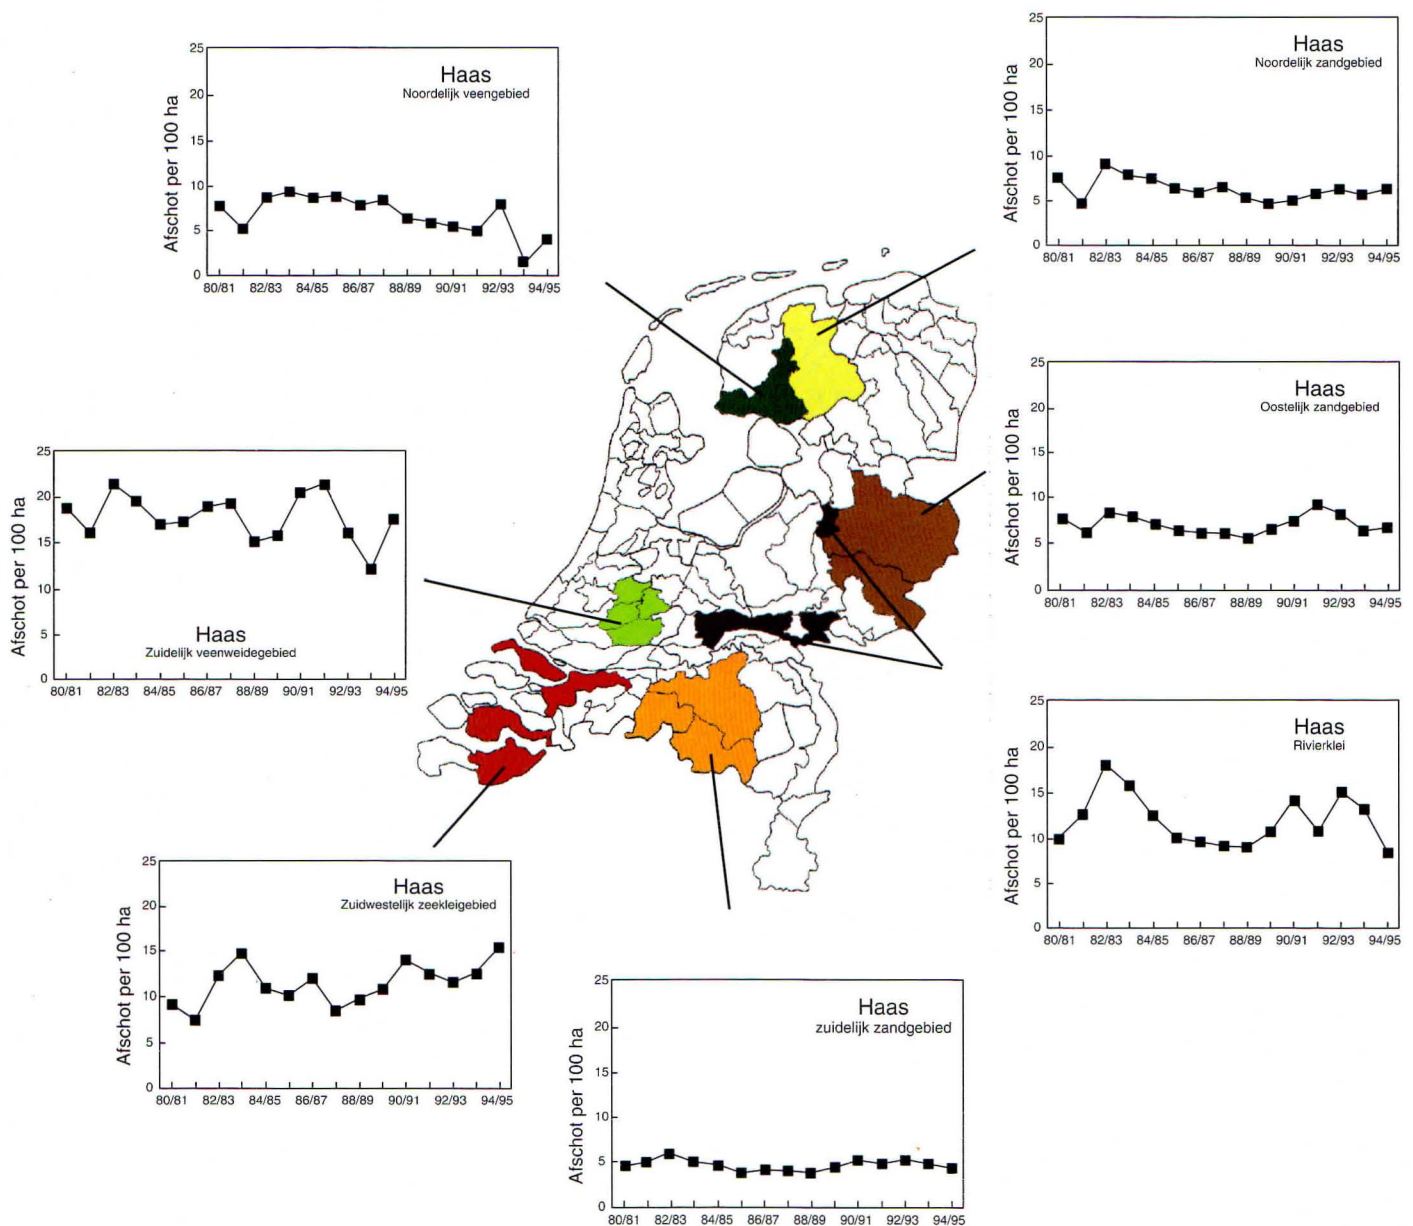 Haas
Noordelijk veengebied
Afschot per 100 ha
25
20
15
10
5
0
80/81 82/83 84/85 86/87 88/89 90/91 92/93 94/95
Haas
Noordelijk zandgebied
Afschot per 100 ha
25
20
15
10
5
0
80/81 82/83 84/85 86/87 88/89 90/91 92/93 94/95
Haas
Oostelijk zandgebied
Afschot per 100 ha
25
20
15
10
5
0
80/81 82/83 84/85 86/87 88/89 90/91 92/93 94/95
Afschot per 100 ha
25
20
15
10
5
0
Haas
Zuidelijk veenweidegebied
80/81 82/83 84/85 86/87 88/89 90/91 92/93 94/95
Haas
Rivierklei
Afschot per 100 ha
25
20
15
10
5
0
80/81 82/83 84/85 86/87 88/89 90/91 92/93 94/95
Haas
Zuidwestelijk zeekleigebied
Afschot per 100 ha
25
20
15
10
5
0
80/81 82/83 84/85 86/87 88/89 90/91 92/93 94/95
Haas
zuidelijk zandgebied
Afschot per 100 ha
25
20
15
10
5
0
80/81 82/83 84/85 86/87 88/89 90/91 92/93 94/95